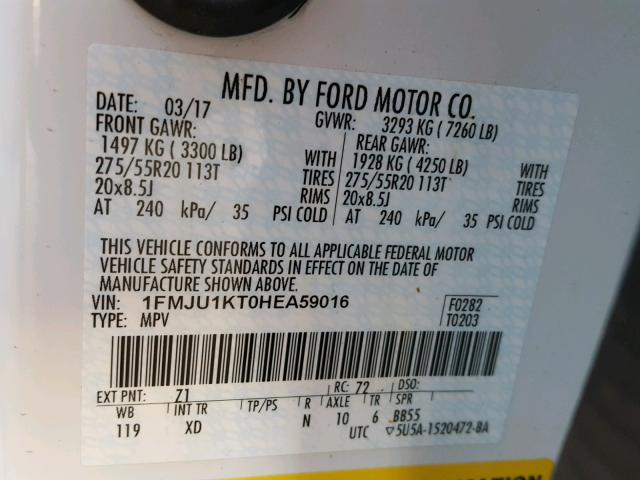 MFD. BY FORD MOTOR CO.
DATE: 03/17 GVWR: 3293 KG ( 7260 LB)
FRONT GAWR: REAR GAWR:
1497 KG ( 3300 LB) WITH 1928 KG ( 4250 LB) WITH
275/55R20 113T TIRES 275/55R20 113T TIRES
20x8.5J RIMS 20x8.5J RIMS
AT 240 kPa/ 35 PSI COLD AT 240 kPa/ 35 PSI COLD
THIS VEHICLE CONFORMS TO ALL APPLICABLE FEDERAL MOTOR
VEHICLE SAFETY STANDARDS IN EFFECT ON THE DATE OF
MANUFACTURE SHOWN ABOVE.
VIN: 1FMJU1KT0HEA59016 F0282
TYPE: MPV T0203
EXT PNT: Z1 RC: 72 DSO:
WB INT TR TP/PS R AXLE TR SPR
119 XD N 10 6 BB55
UTC ▽5U5A-1520472-BA